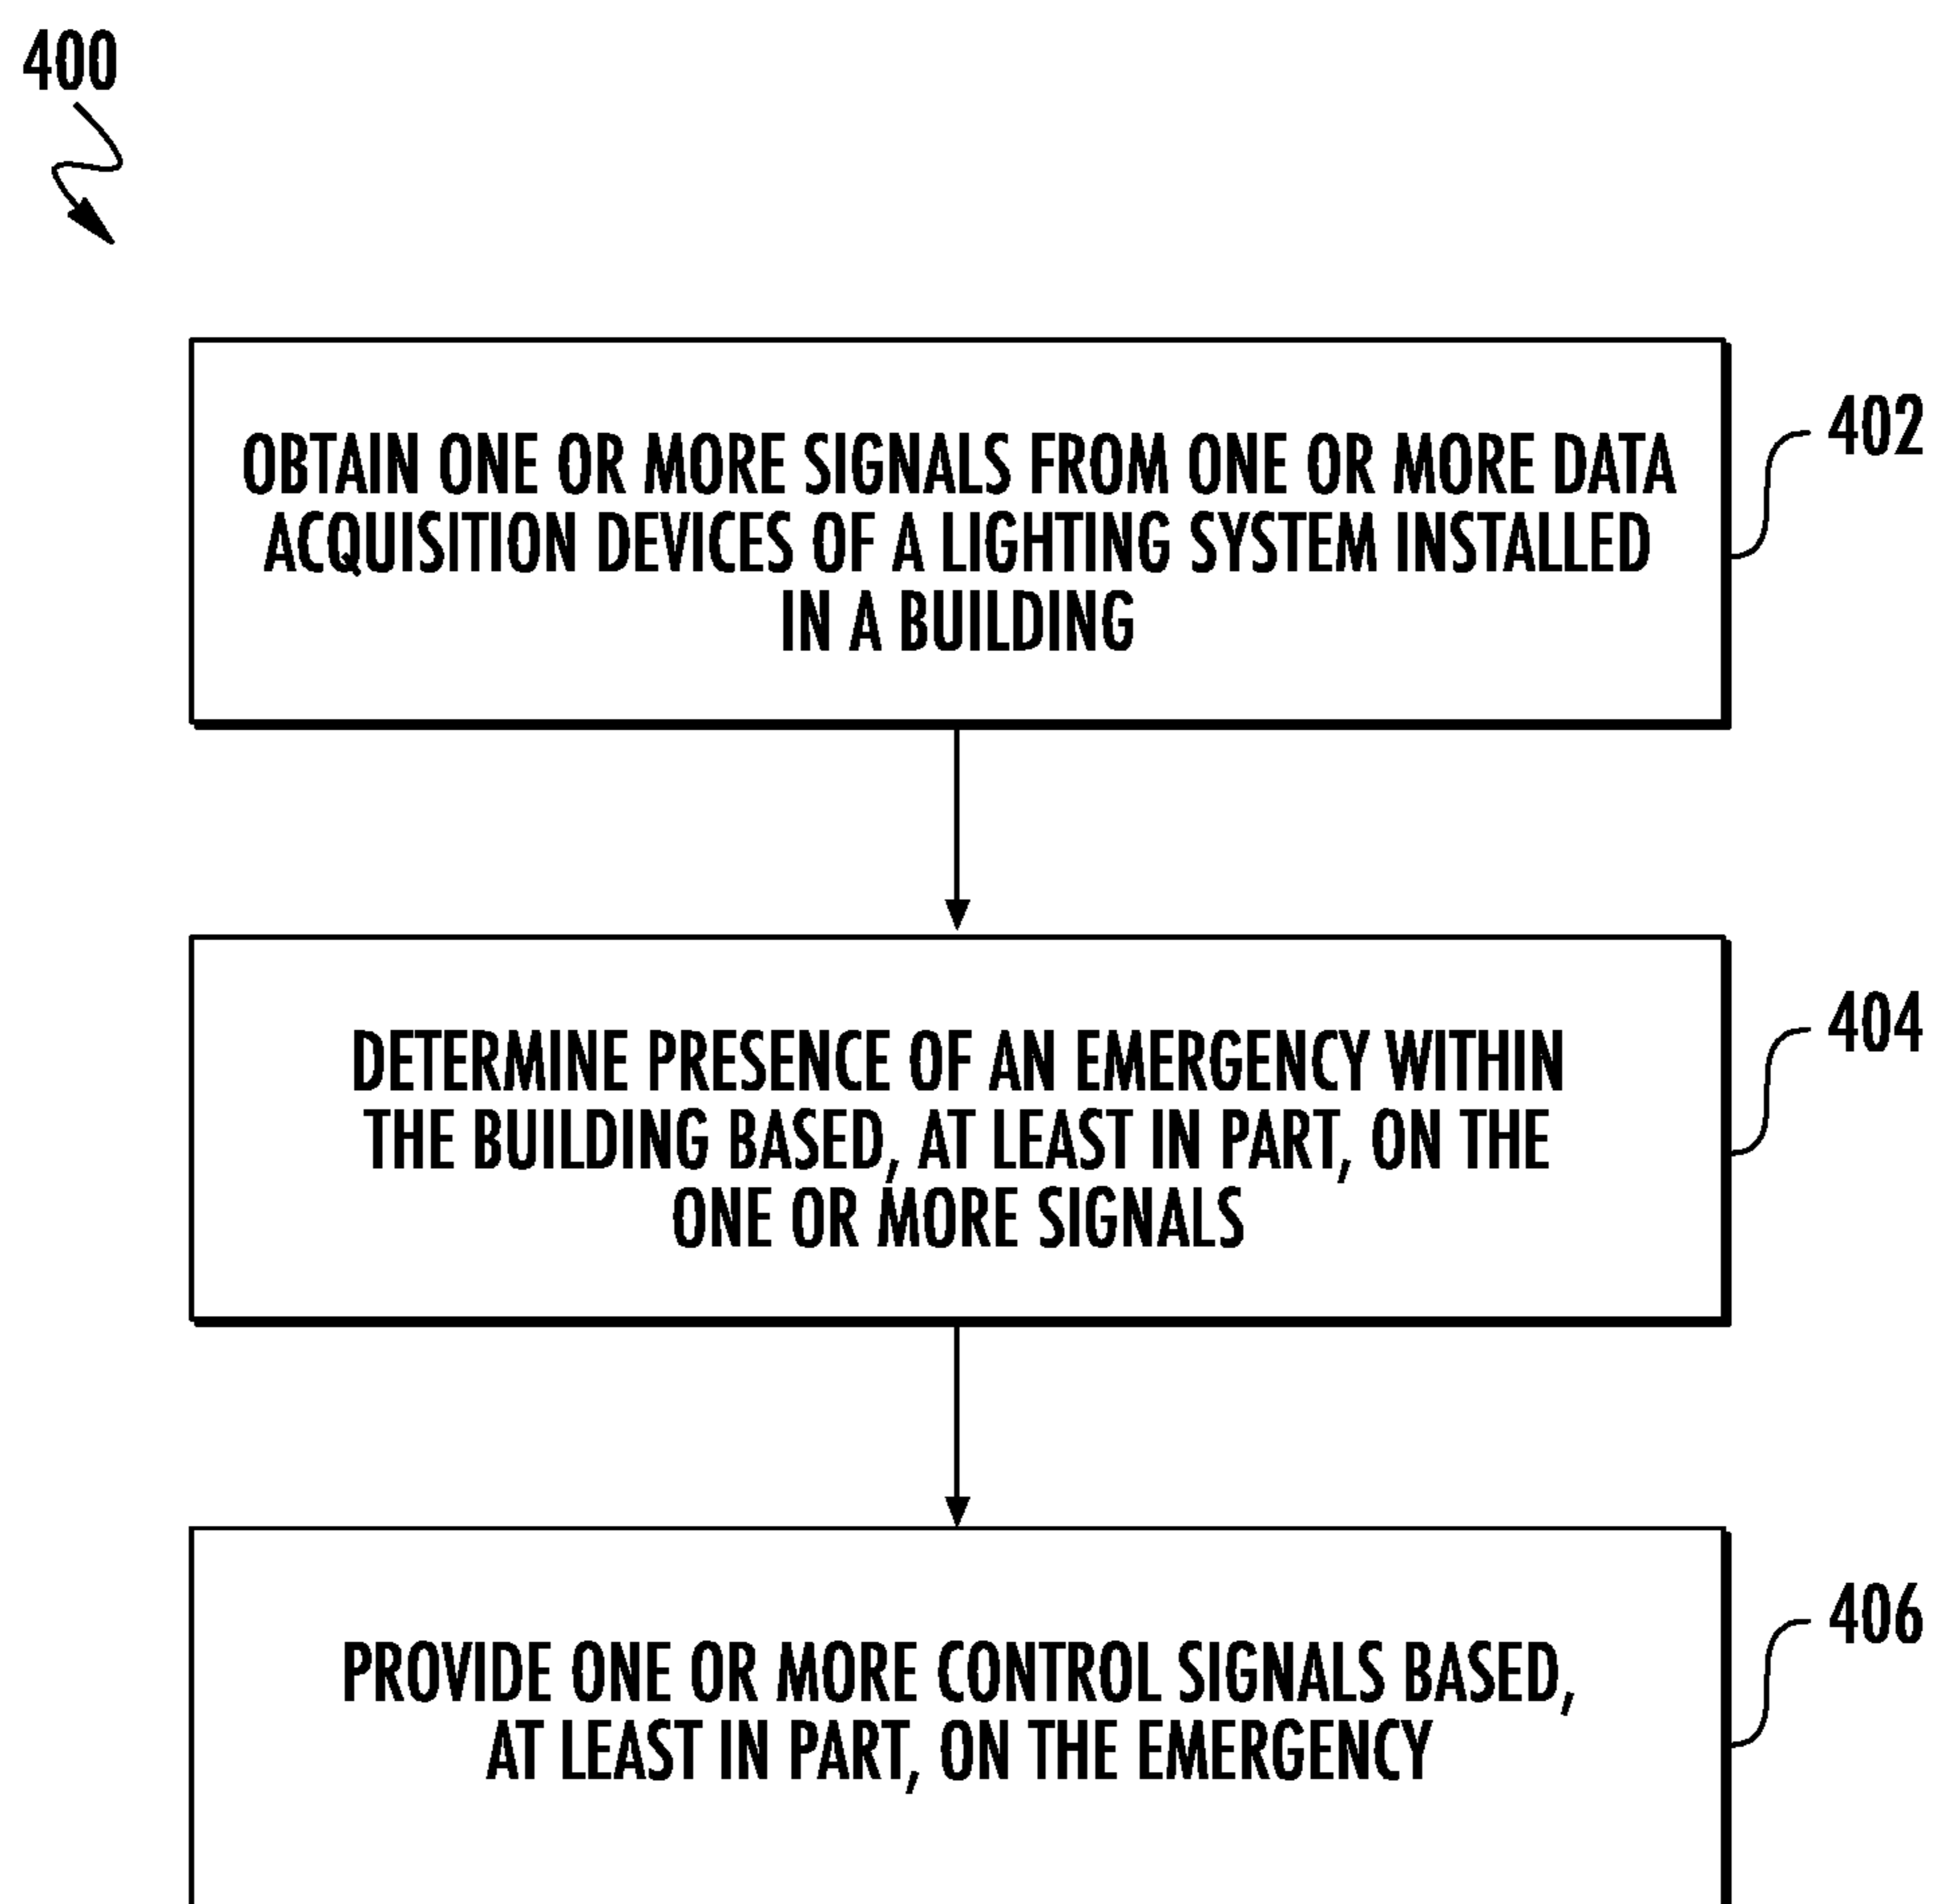 400
OBTAIN ONE OR MORE SIGNALS FROM ONE OR MORE DATA
ACQUISITION DEVICES OF A LIGHTING SYSTEM INSTALLED
IN A BUILDING
402
DETERMINE PRESENCE OF AN EMERGENCY WITHIN
THE BUILDING BASED, AT LEAST IN PART, ON THE
ONE OR MORE SIGNALS
404
PROVIDE ONE OR MORE CONTROL SIGNALS BASED,
AT LEAST IN PART, ON THE EMERGENCY
406